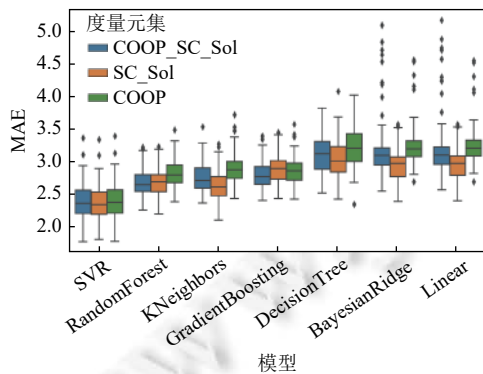 度量元集
COOP_SC_Sol
SC_Sol
COOP
MAE
5.0
4.5
4.0
3.5
3.0
2.5
2.0
SVR
RandomForest
KNeighbors
GradientBoosting
DecisionTree
BayesianRidge
Linear
模型